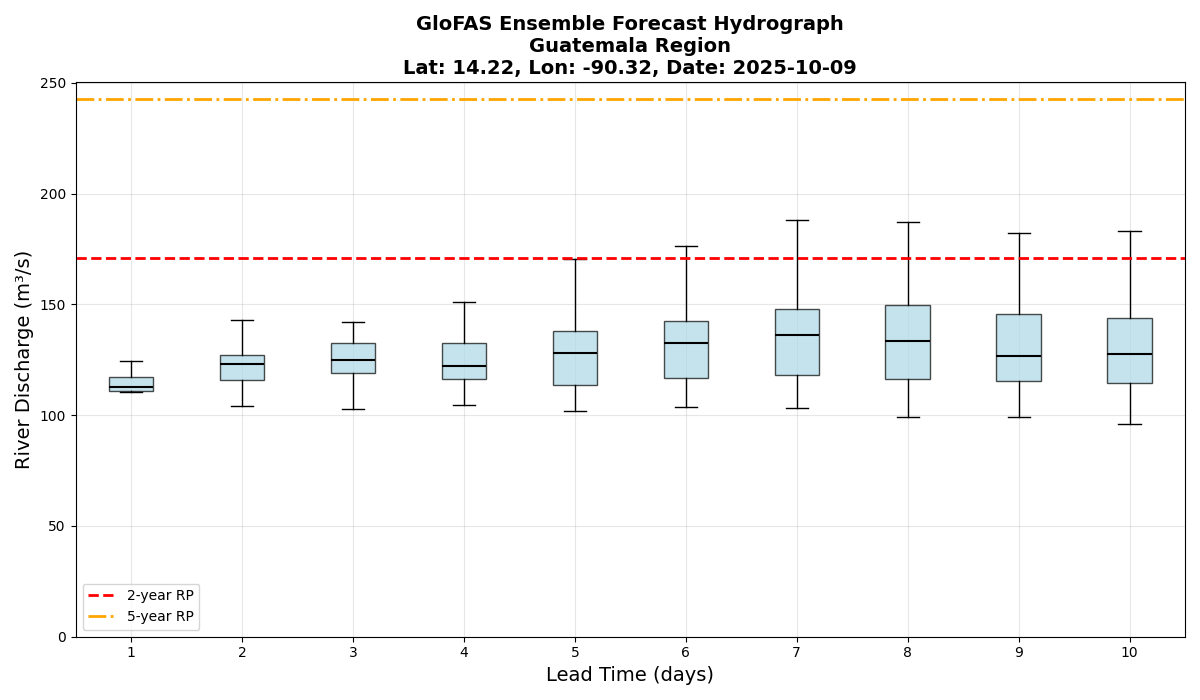 GloFAS Ensemble Forecast Hydrograph
Guatemala Region
Lat: 14.22, Lon: -90.32, Date: 2025-10-09
River Discharge (m³/s)
250
200
150
100
50
0
2-year RP
5-year RP
1 2 3 4 5 6 7 8 9 10
Lead Time (days)